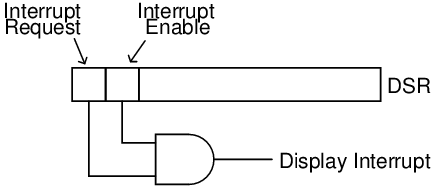 Interrupt
Request
Interrupt
Enable
DSR
Display Interrupt